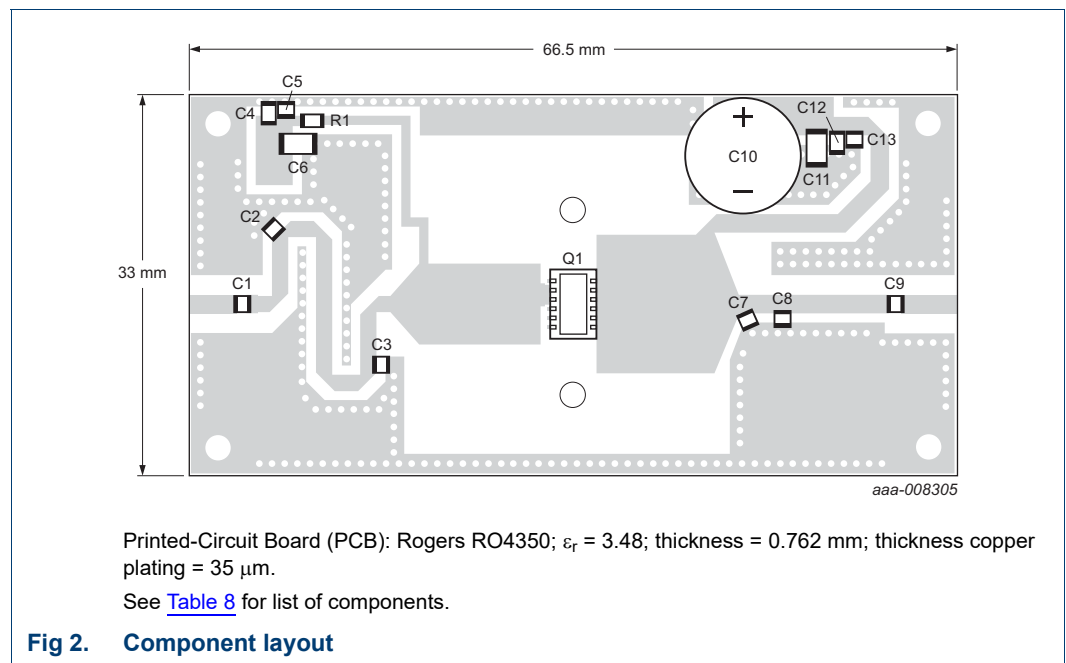 66.5 mm
C5
C4
R1
C6
C12
C13
C10
C11
C2
33 mm
Q1
C1
C7
C8
C9
C3
aaa-008305
Printed-Circuit Board (PCB): Rogers RO4350; εr = 3.48; thickness = 0.762 mm; thickness copper
plating = 35 μm.
See Table 8 for list of components.
Fig 2. Component layout